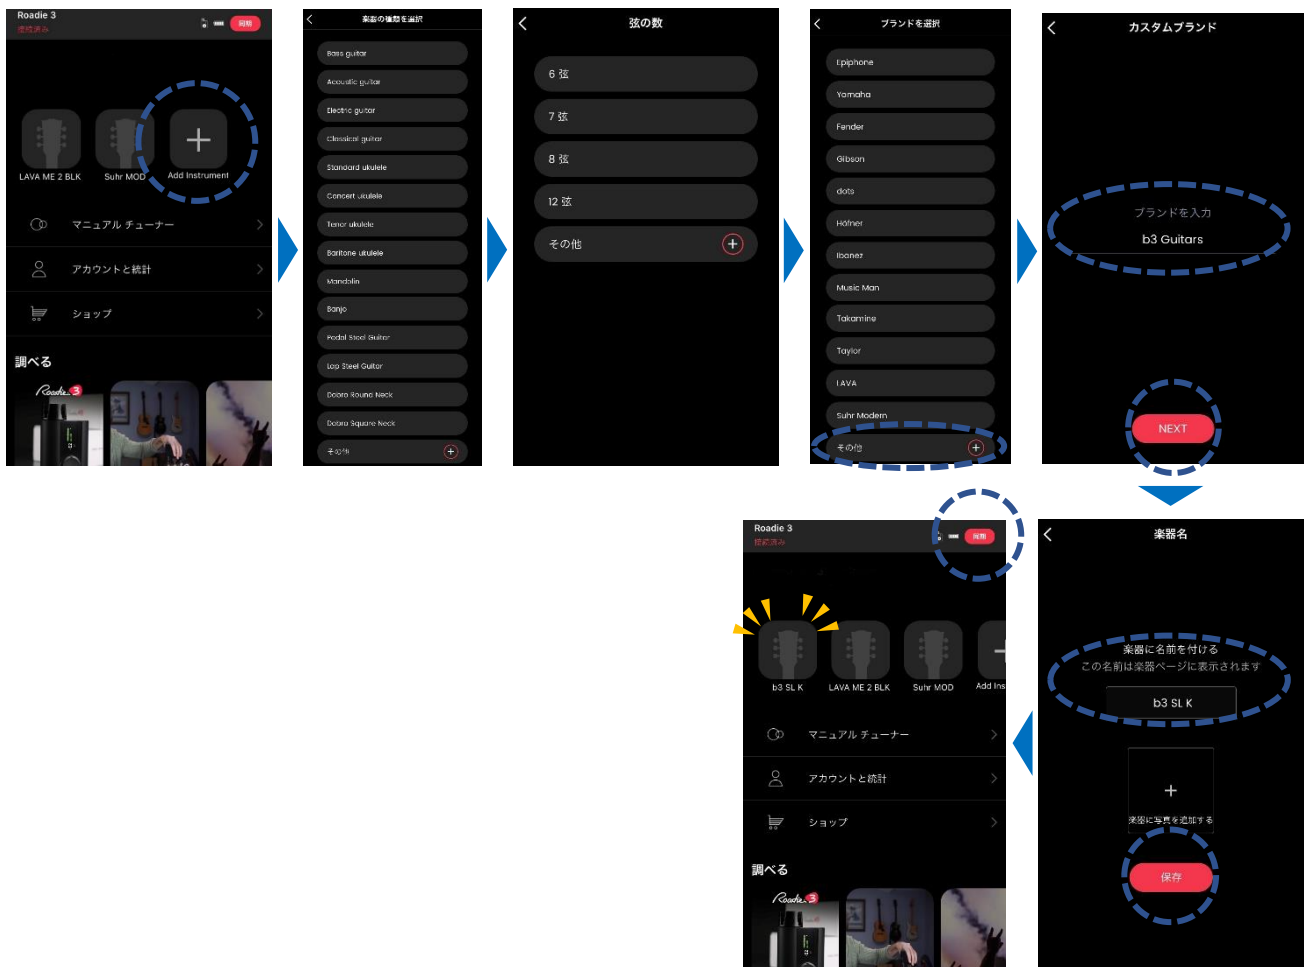 Roadie 3
接続済み
同期
LAVA ME 2 BLK
Suhr MOD
Add Instrument
マニュアル チューナー
アカウントと統計
ショップ
調べる
Roadie 3
楽器の種類を選択
Bass guitar
Acoustic guitar
Electric guitar
Classical guitar
Standard ukulele
Concert ukulele
Tenor ukulele
Baritone ukulele
Mandolin
Banjo
Pedal Steel Guitar
Lap Steel Guitar
Dobro Round Neck
Dobro Square Neck
その他
弦の数
6 弦
7 弦
8 弦
12 弦
その他
ブランドを選択
Epiphone
Yamaha
Fender
Gibson
dots
Höfner
Ibanez
Music Man
Takamine
Taylor
LAVA
Suhr Modern
その他
カスタムブランド
ブランドを入力
b3 Guitars
NEXT
楽器名
楽器に名前を付ける
この名前は楽器ページに表示されます
b3 SL K
楽器に写真を追加する
保存
Roadie 3
接続済み
同期
b3 SL K
LAVA ME 2 BLK
Suhr MOD
Add Ins
マニュアル チューナー
アカウントと統計
ショップ
調べる
Roadie 3